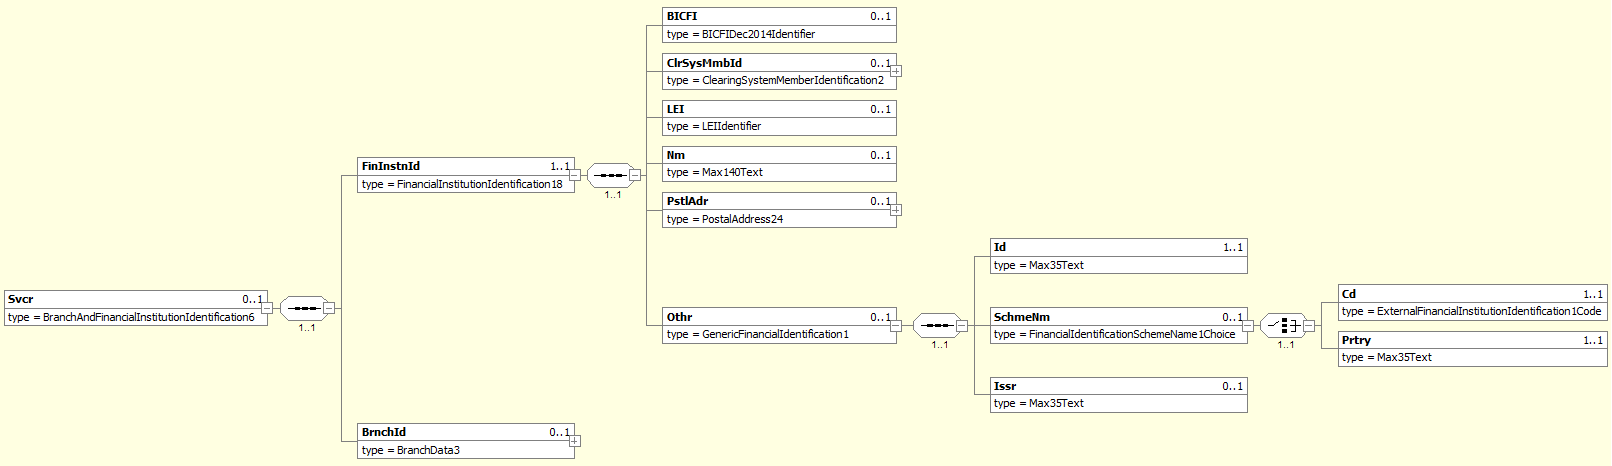 BICFI 0..1
type = BICFIDec2014Identifier
ClrSysMmbId 0..1
type = ClearingSystemMemberIdentification2
LEI 0..1
type = LEIIdentifier
FinInstnId 1..1
type = FinancialInstitutionIdentification18
1..1
Nm 0..1
type = Max140Text
PstlAdr 0..1
type = PostalAddress24
Svcr 0..1
type = BranchAndFinancialInstitutionIdentification6
1..1
Othr 0..1
type = GenericFinancialIdentification1
1..1
Id 1..1
type = Max35Text
SchmeNm 0..1
type = FinancialIdentificationSchemeName1Choice
1..1
Cd 1..1
type = ExternalFinancialInstitutionIdentification1Code
Prtry 1..1
type = Max35Text
Issr 0..1
type = Max35Text
BrnchId 0..1
type = BranchData3